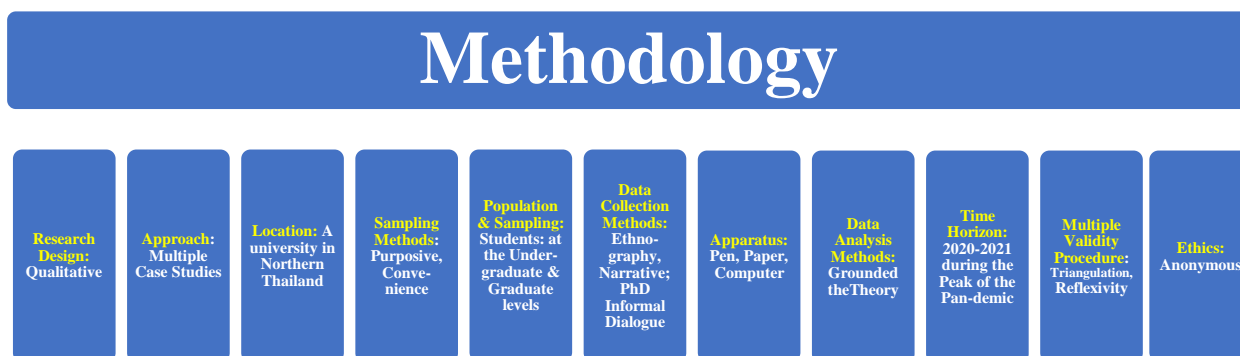 Methodology
Research
Design:
Qualitative
Approach:
Multiple
Case Studies
Location: A
university in
Northern
Thailand
Sampling
Methods:
Purposive,
Conve-
nience
Population
& Sampling:
Students: at
the Under-
graduate &
Graduate
levels
Data
Collection
Methods:
Ethno-
graphy,
Narrative;
PhD
Informal
Dialogue
Apparatus:
Pen, Paper,
Computer
Data
Analysis
Methods:
Grounded
theTheory
Time
Horizon:
2020-2021
during the
Peak of the
Pan-demic
Multiple
Validity
Procedure:
Triangulation,
Reflexivity
Ethics:
Anonymous